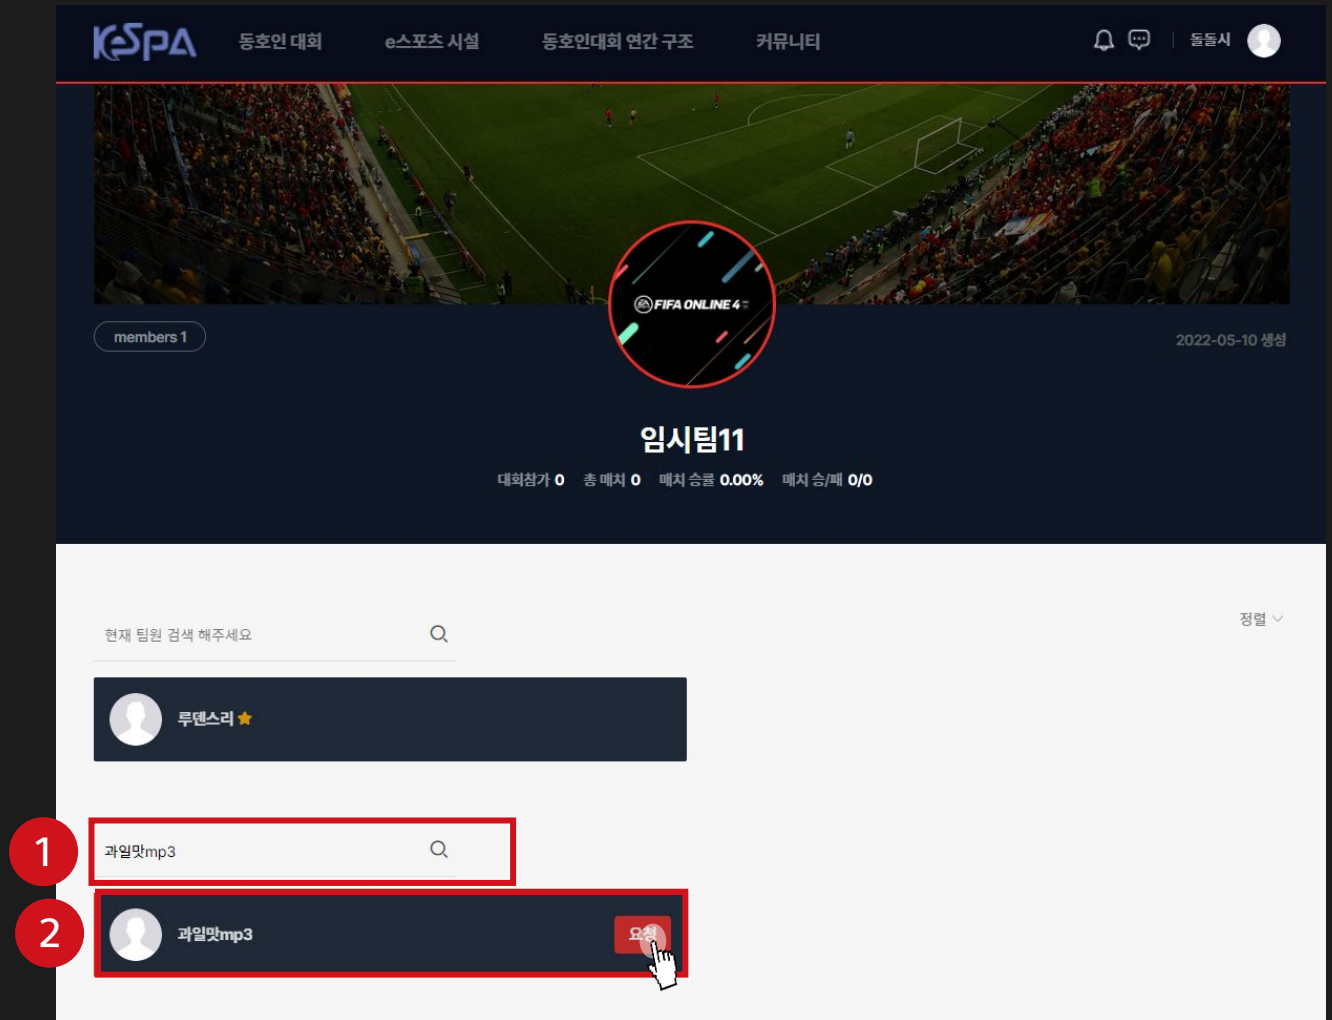 KeSPA 동호인 대회 e스포츠 시설 동호인대회 연간 구조 커뮤니티 돌돌시
EA FIFA ONLINE 4
members 1
2022-05-10 생성
임시팀11
대회참가 0 총 매치 0 매치 승률 0.00% 매치 승/패 0/0
정렬
현재 팀원 검색 해주세요
루덴스리
1
과일맛mp3
2
과일맛mp3 요청